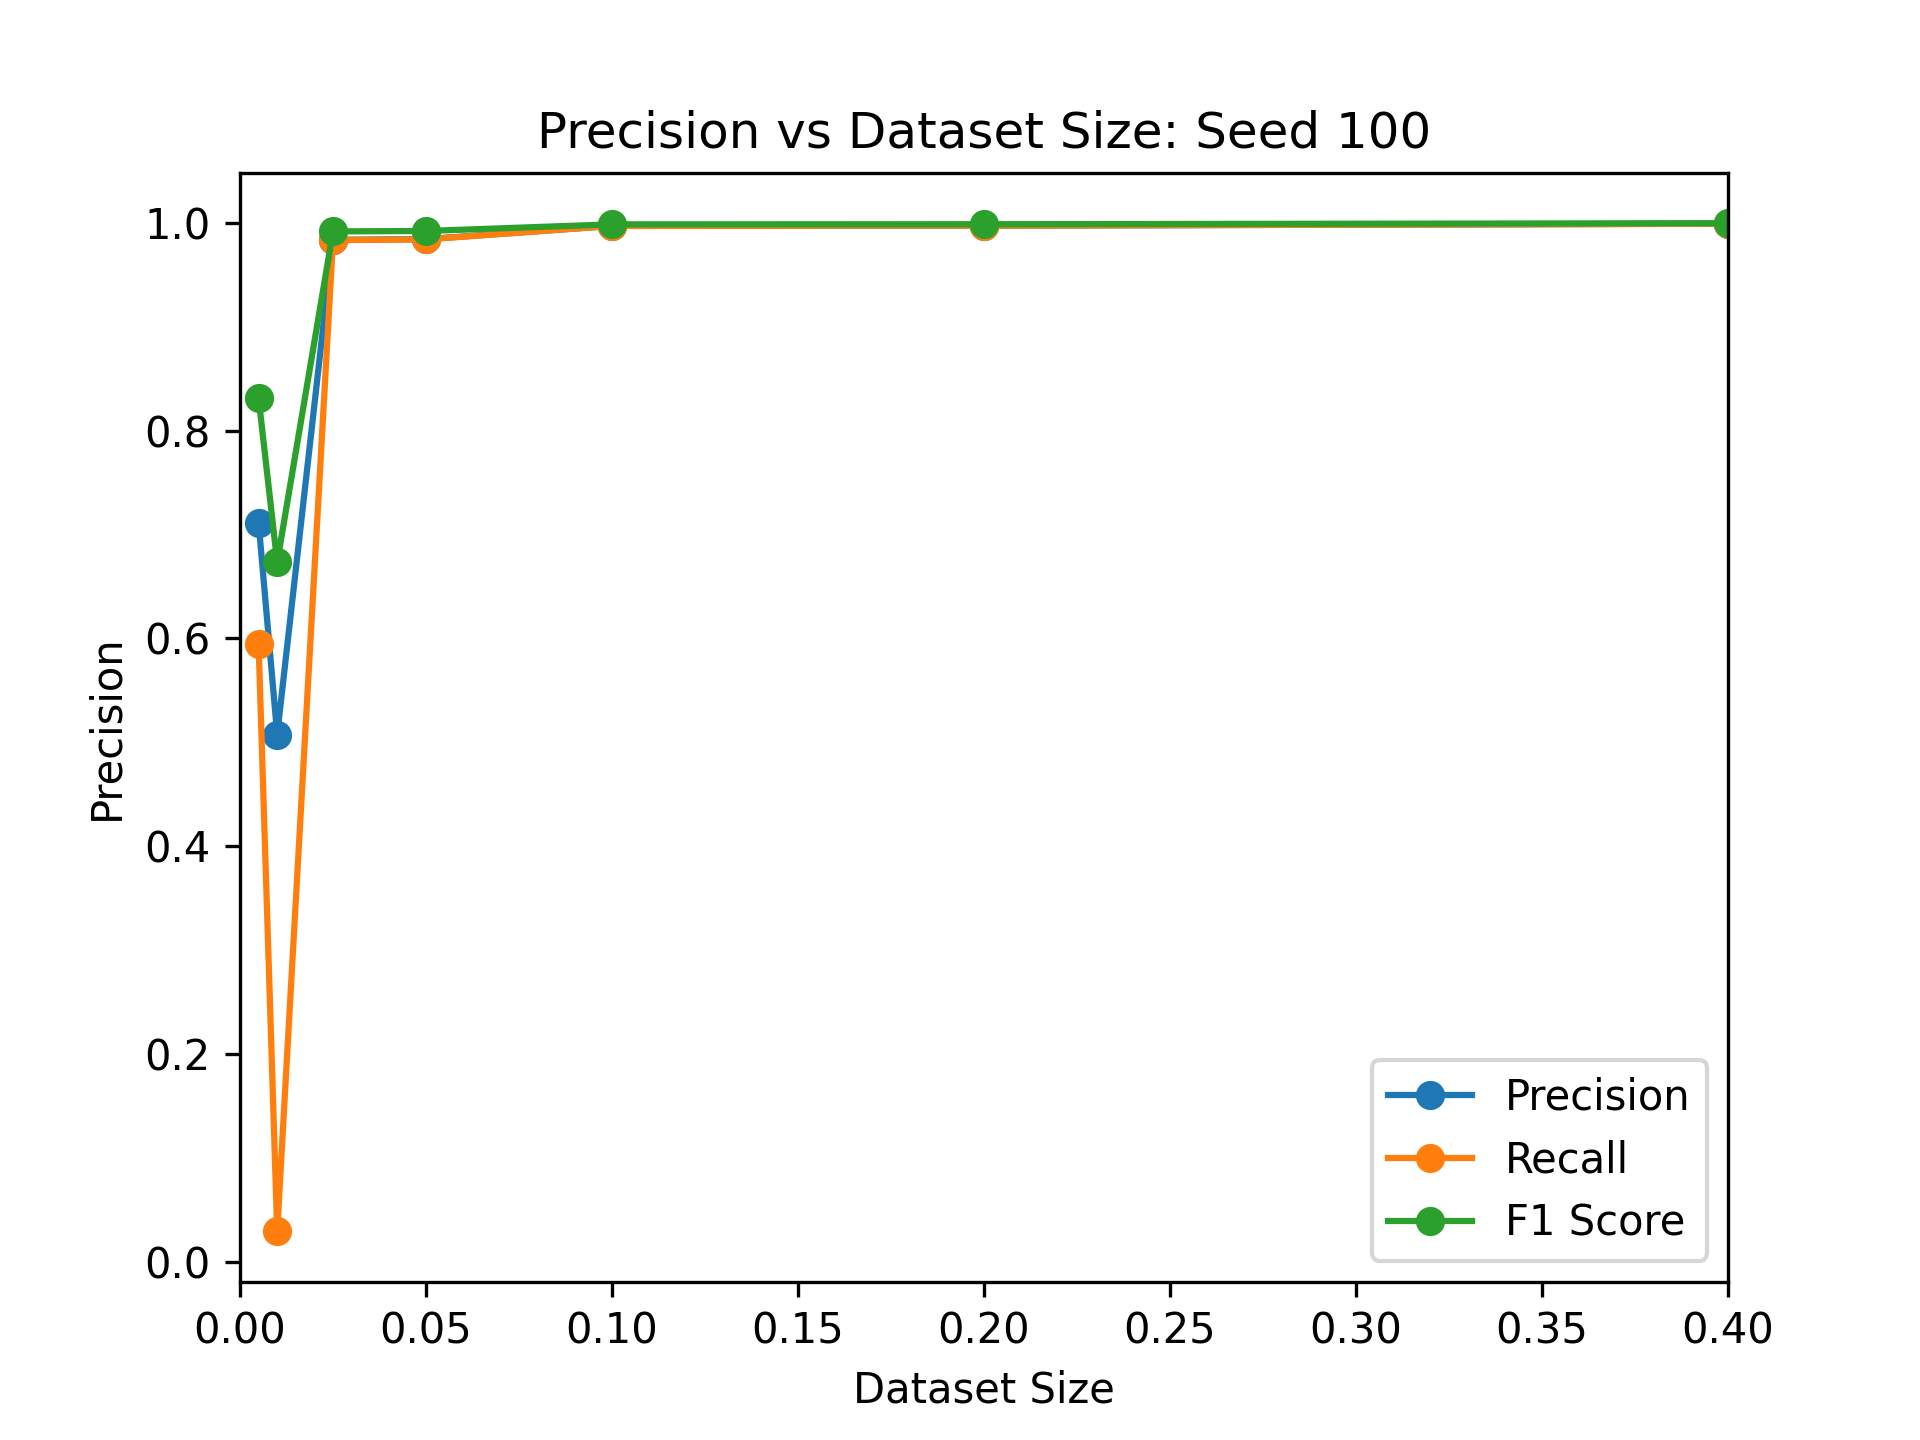 Precision vs Dataset Size: Seed 100
1.0
0.8
0.6
0.4
0.2
0.0
Precision
0.00 0.05 0.10 0.15 0.20 0.25 0.30 0.35 0.40
Dataset Size
Precision
Recall
F1 Score